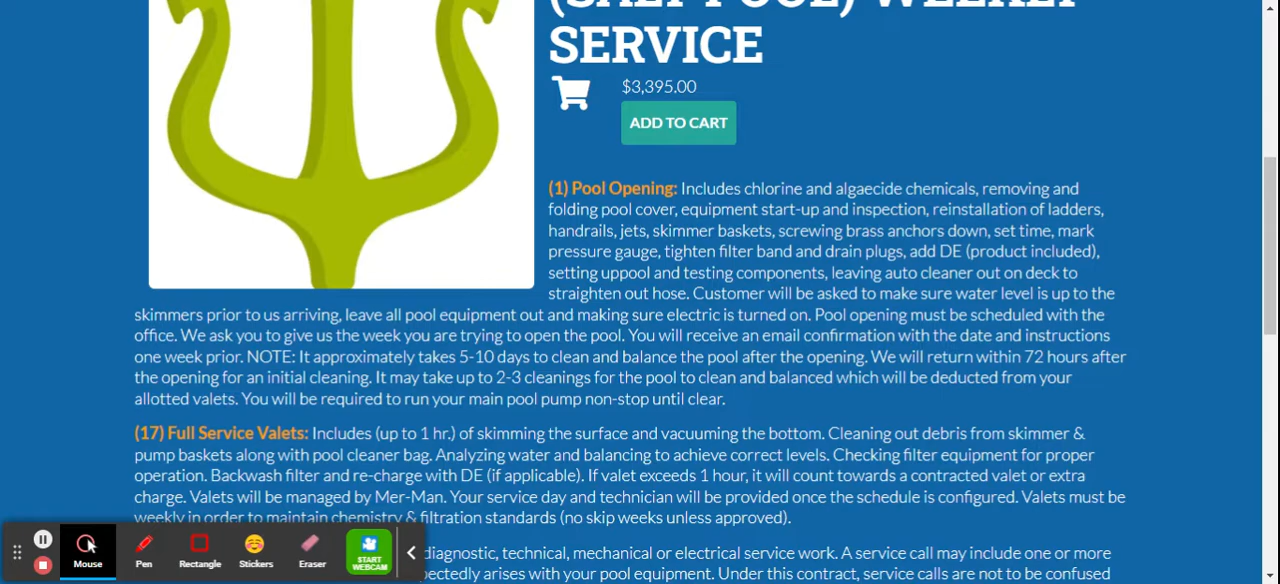 (SALT POOL) WEEKLY
SERVICE
$3,395.00
ADD TO CART
(1) Pool Opening: Includes chlorine and algaecide chemicals, removing and
folding pool cover, equipment start-up and inspection, reinstallation of ladders,
handrails, jets, skimmer baskets, screwing brass anchors down, set time, mark
pressure gauge, tighten filter band and drain plugs, add DE (product included),
setting uppool and testing components, leaving auto cleaner out on deck to
straighten out hose. Customer will be asked to make sure water level is up to the
skimmers prior to us arriving, leave all pool equipment out and making sure electric is turned on. Pool opening must be scheduled with the
office. We ask you to give us the week you are trying to open the pool. You will receive an email confirmation with the date and instructions
one week prior. NOTE: It approximately takes 5-10 days to clean and balance the pool after the opening. We will return within 72 hours after
the opening for an initial cleaning. It may take up to 2-3 cleanings for the pool to clean and balanced which will be deducted from your
allotted valets. You will be required to run your main pool pump non-stop until clear.
(17) Full Service Valets: Includes (up to 1 hr.) of skimming the surface and vacuuming the bottom. Cleaning out debris from skimmer &
pump baskets along with pool cleaner bag. Analyzing water and balancing to achieve correct levels. Checking filter equipment for proper
operation. Backwash filter and re-charge with DE (if applicable). If valet exceeds 1 hour, it will count towards a contracted valet or extra
charge. Valets will be managed by Mer-Man. Your service day and technician will be provided once the schedule is configured. Valets must be
weekly in order to maintain chemistry & filtration standards (no skip weeks unless approved).
diagnostic, technical, mechanical or electrical service work. A service call may include one or more
pectedly arises with your pool equipment. Under this contract, service calls are not to be confused
Mouse
Pen
Rectangle
Stickers
Eraser
START
WEBCAM